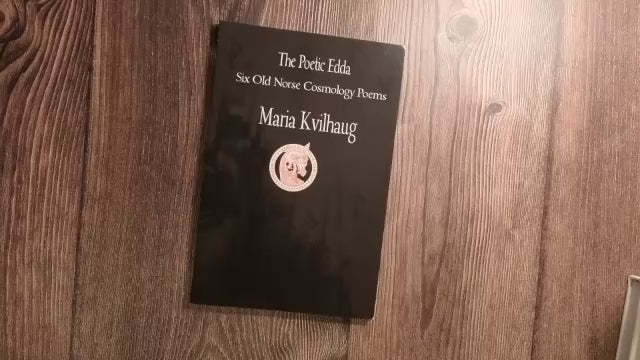 The Poetic Edda
Six Old Norse Cosmology Poems
Maria Kvilhaug